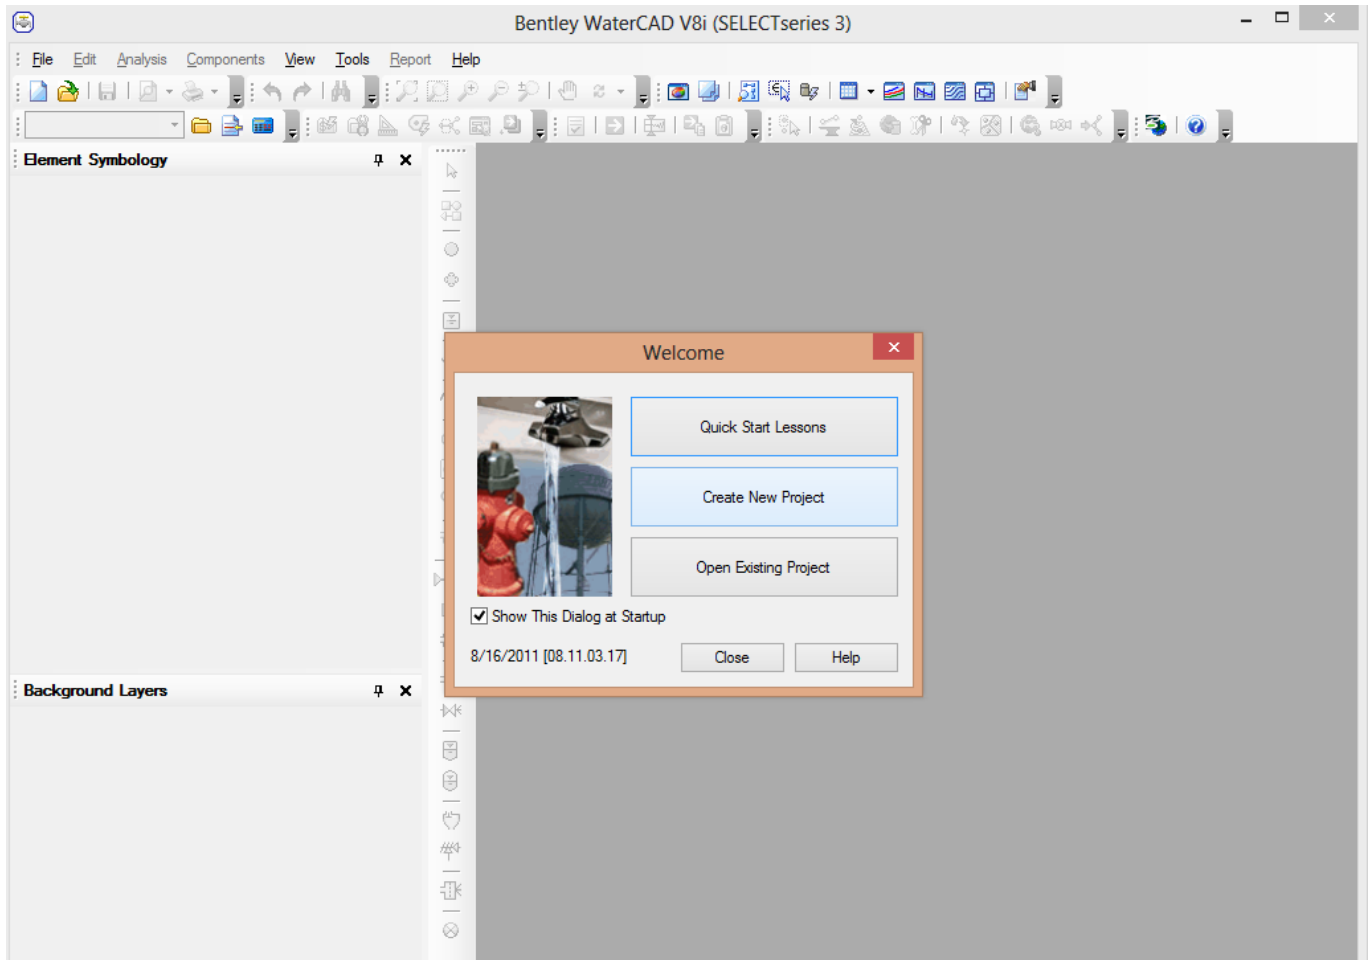 Bentley WaterCAD V8i (SELECTseries 3)
File Edit Analysis Components View Tools Report Help
Element Symbology
Welcome
Quick Start Lessons
Create New Project
Open Existing Project
Show This Dialog at Startup
8/16/2011 [08.11.03.17] Close Help
Background Layers